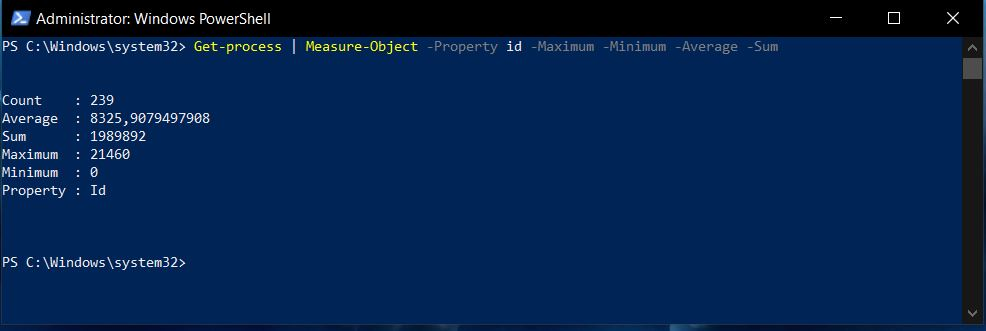 Administrator: Windows PowerShell
PS C:\Windows\system32> Get-process | Measure-Object -Property id -Maximum -Minimum -Average -Sum
Count    : 239
Average  : 8325,9079497908
Sum      : 1989892
Maximum  : 21460
Minimum  : 0
Property : Id
PS C:\Windows\system32>